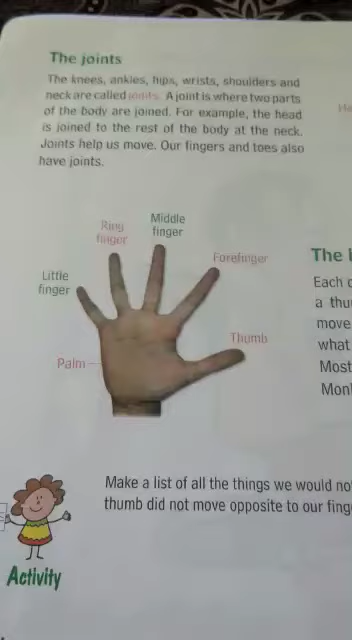 The joints
The knees, ankles, hips, wrists, shoulders and
neck are called joints. A joint is where two parts
of the body are joined. For example, the head
is joined to the rest of the body at the neck.
Joints help us move. Our fingers and toes also
have joints.
Middle
finger
Ring
finger
Forefinger
Little
finger
Thumb
Palm
The
Each
a
move
what
Most
Make a list of all the things we would
thumb did not move opposite to our
Activity